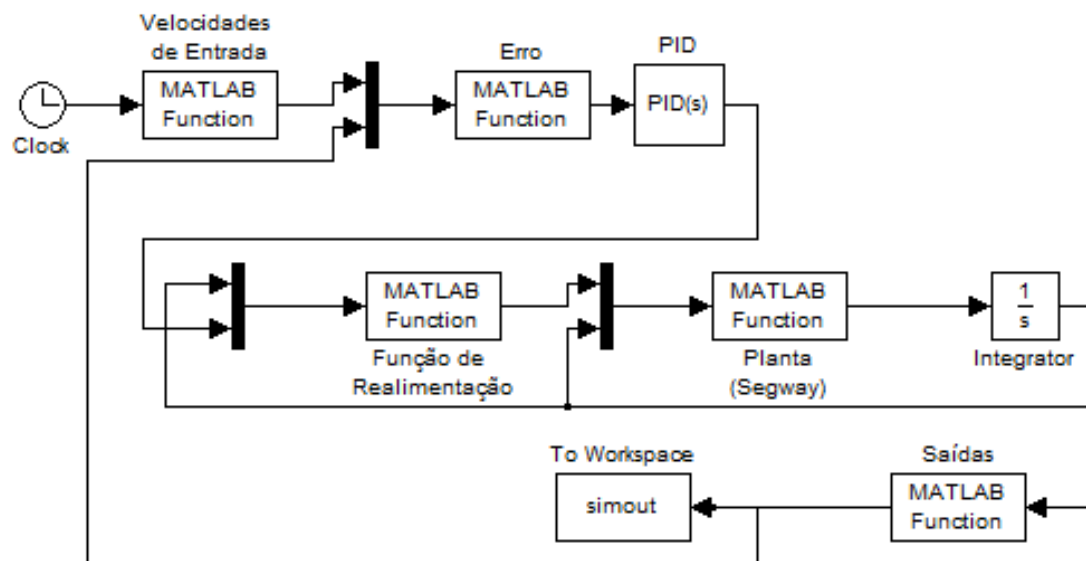 Velocidades
de Entrada
MATLAB
Function
Clock
Erro
MATLAB
Function
PID
PID(s)
MATLAB
Function
Função de
Realimentação
MATLAB
Function
Planta
(Segway)
1
s
Integrator
To Workspace
simout
Saídas
MATLAB
Function